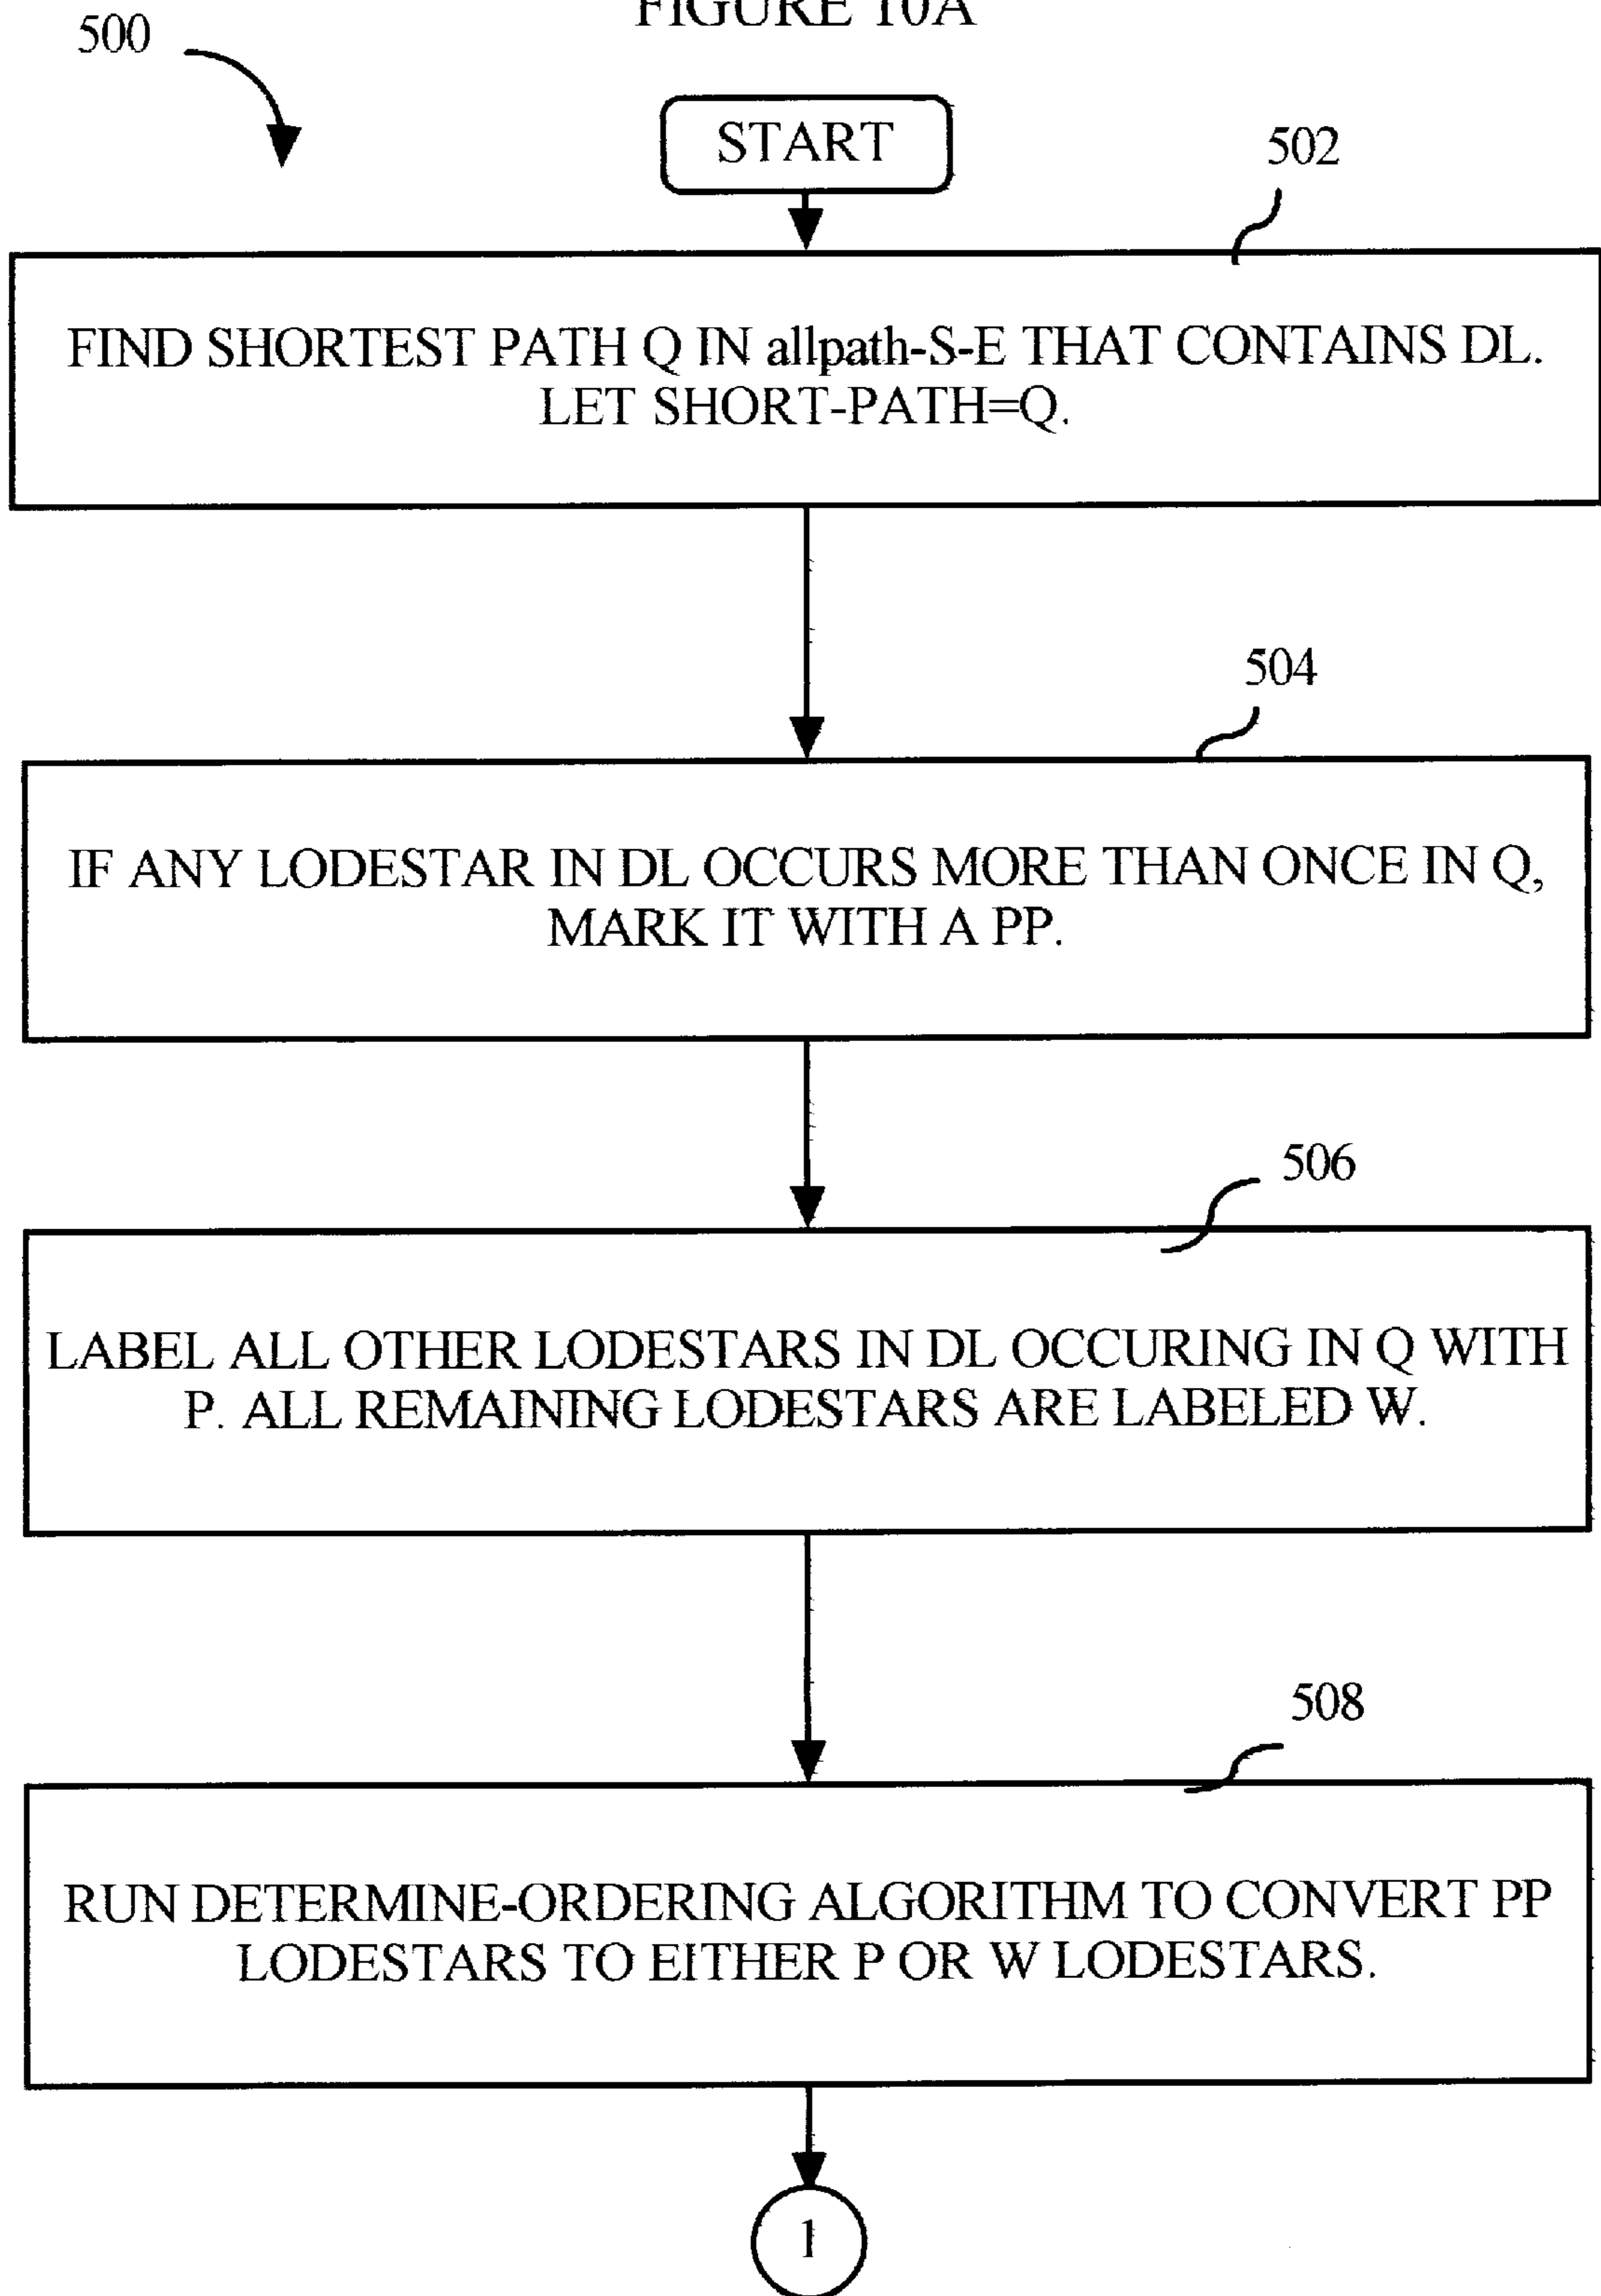 FIGURE 10A
500
START
502
FIND SHORTEST PATH Q IN allpath-S-E THAT CONTAINS DL.
LET SHORT-PATH=Q.
504
IF ANY LODESTAR IN DL OCCURS MORE THAN ONCE IN Q,
MARK IT WITH A PP.
506
LABEL ALL OTHER LODESTARS IN DL OCCURING IN Q WITH
P. ALL REMAINING LODESTARS ARE LABELED W.
508
RUN DETERMINE-ORDERING ALGORITHM TO CONVERT PP
LODESTARS TO EITHER P OR W LODESTARS.
1